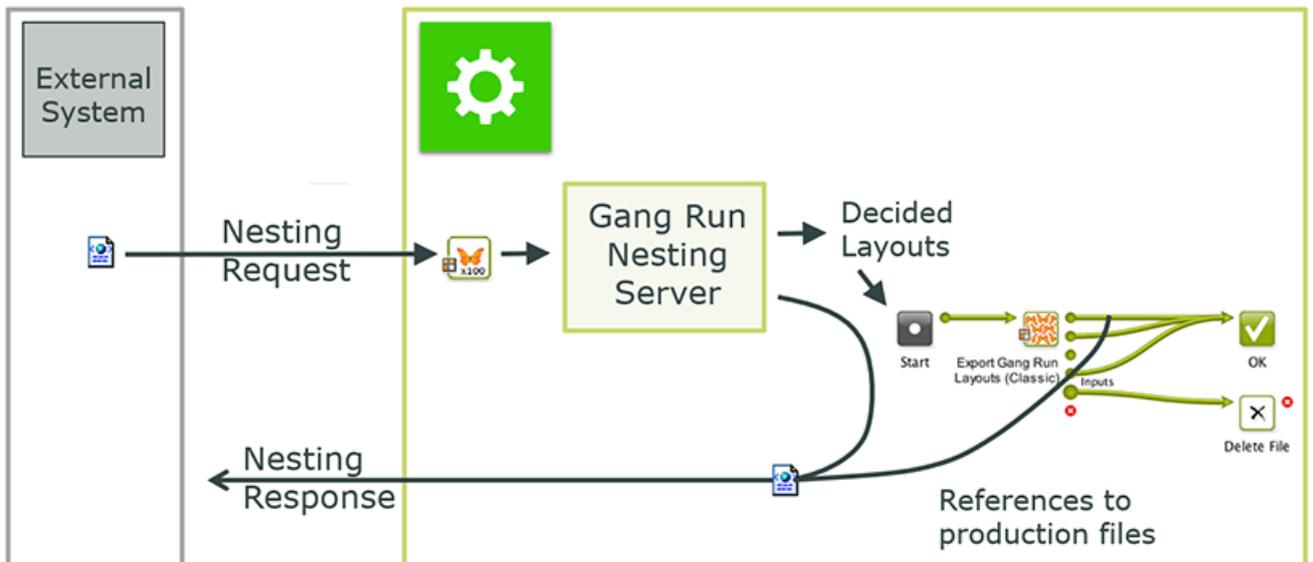 External
System
Nesting
Request
x100
Gang Run
Nesting
Server
Decided
Layouts
Start
Export Gang Run
Layouts (Classic)
Inputs
OK
Delete File
Nesting
Response
References to
production files